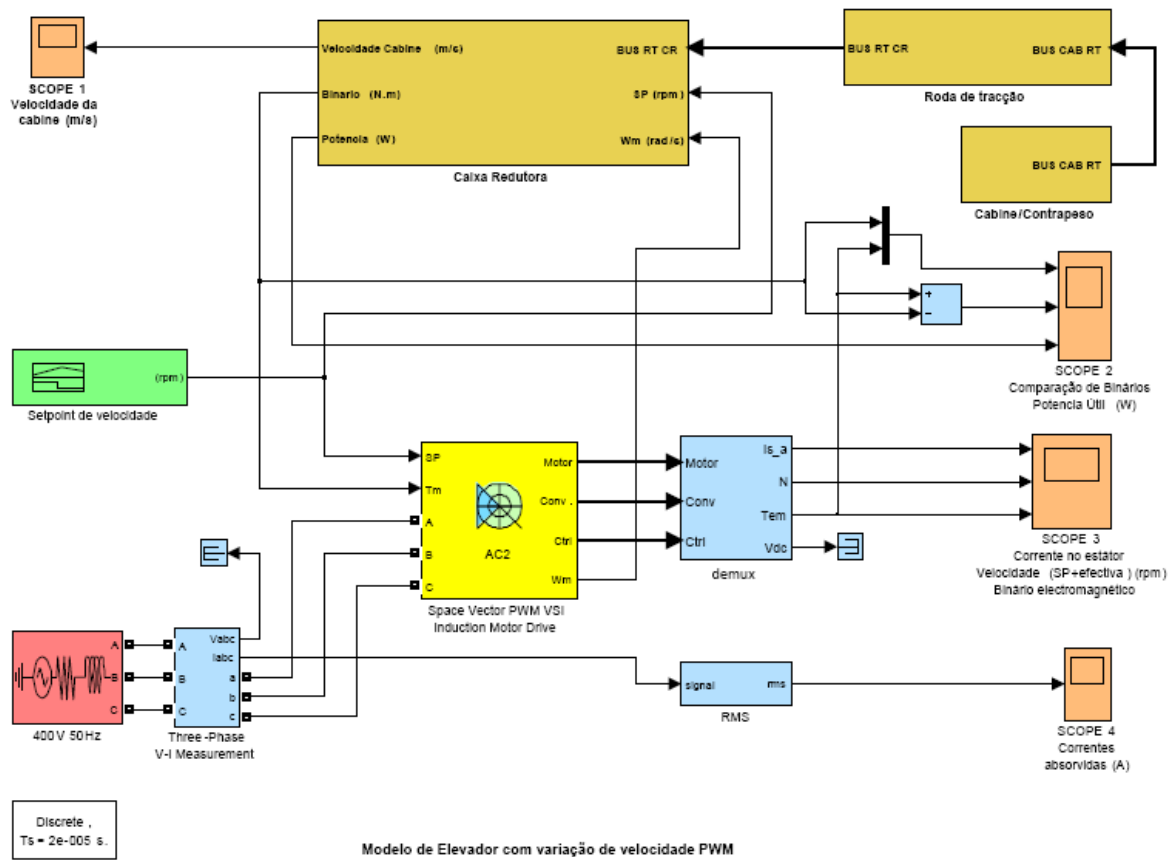 SCOPE 1
Velocidade da
cabine (m/s)
Velocidade Cabine (m/s)
Binario (N.m)
Potencia (W)
BUS RT CR
SP (rpm)
Wm (rad/s)
Caixa Redutora
BUS RT CR
BUS CAB RT
Roda de tracção
BUS CAB RT
Cabine/Contrapeso
+
-
SCOPE 2
Comparação de Binários
Potencia Útil (W)
(rpm)
Setpoint de velocidade
SP
Tm
A
B
C
Motor
Conv .
Ctrl
Wm
AC2
Space Vector PWM VSI
Induction Motor Drive
Motor
Conv
Ctrl
Is_a
N
Tem
Vdc
demux
SCOPE 3
Corrente no estátor
Velocidade (SP+efectiva ) (rpm)
Binário electromagnético
A
B
C
400 V 50Hz
A
B
C
Vabc
Iabc
a
b
c
Three -Phase
V-I Measurement
signal
rms
RMS
SCOPE 4
Correntes
absorvidas (A)
Discrete ,
Ts = 2e-005 s.
Modelo de Elevador com variação de velocidade PWM